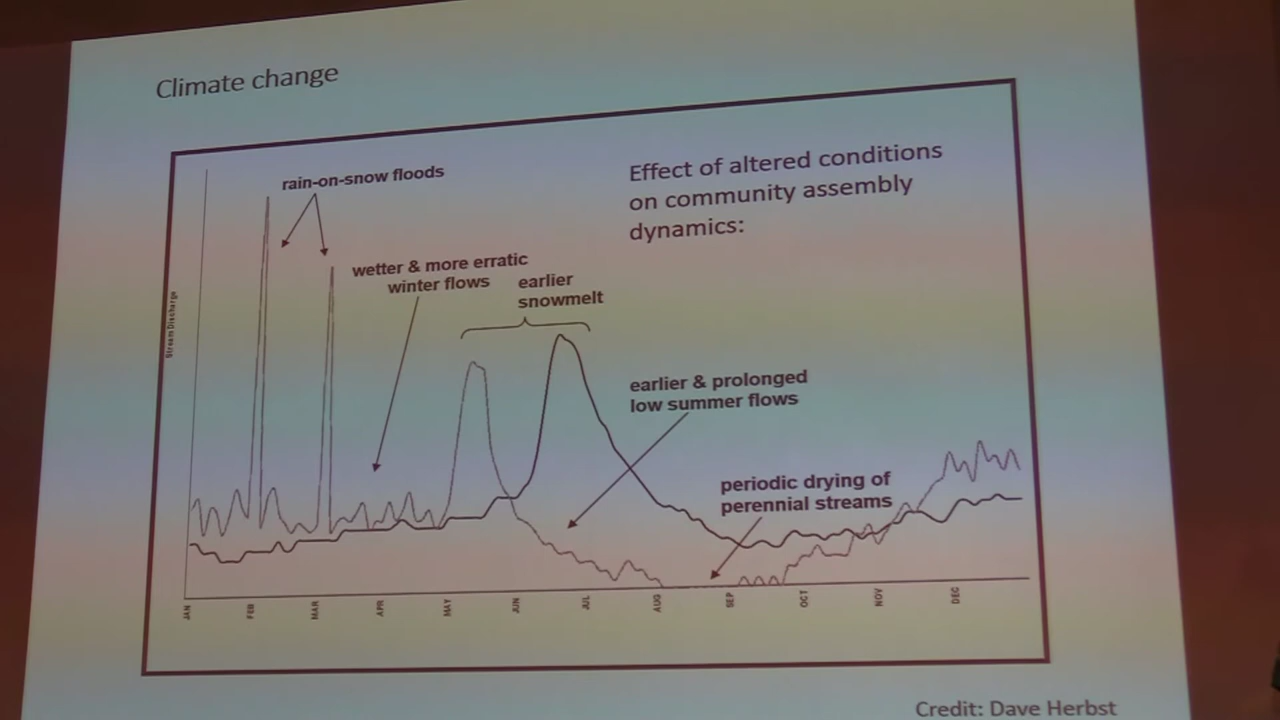 Climate change
rain-on-snow floods
Effect of altered conditions
on community assembly
dynamics:
wetter & more erratic
winter flows
earlier
snowmelt
Stream Discharge
earlier & prolonged
low summer flows
periodic drying of
perennial streams
JAN FEB MAR APR MAY JUN JUL AUG SEP OCT NOV DEC
Credit: Dave Herbst